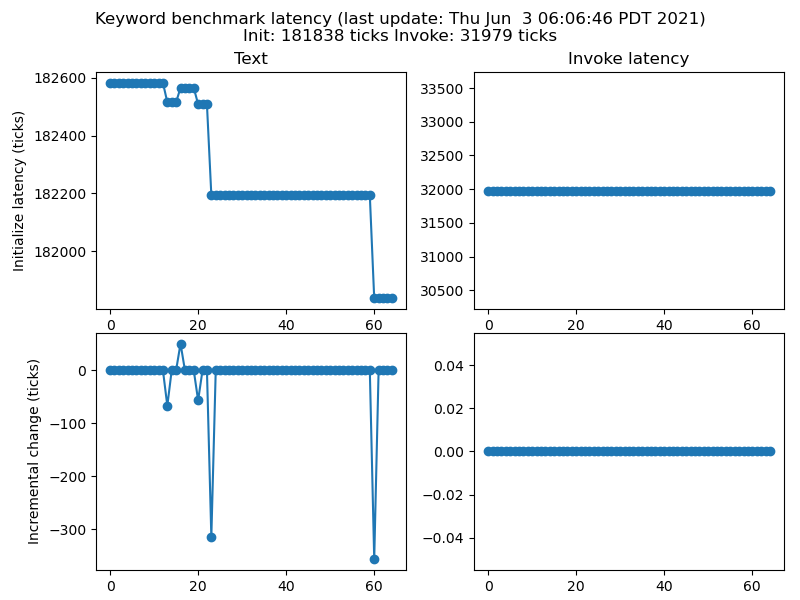 Keyword benchmark latency (last update: Thu Jun  3 06:06:46 PDT 2021)
Init: 181838 ticks Invoke: 31979 ticks
Text
Invoke latency
Initialize latency (ticks)
182600
182400
182200
182000
0 20 40 60
33500
33000
32500
32000
31500
31000
30500
0 20 40 60
Incremental change (ticks)
0
−100
−200
−300
0 20 40 60
0.04
0.02
0.00
−0.02
−0.04
0 20 40 60